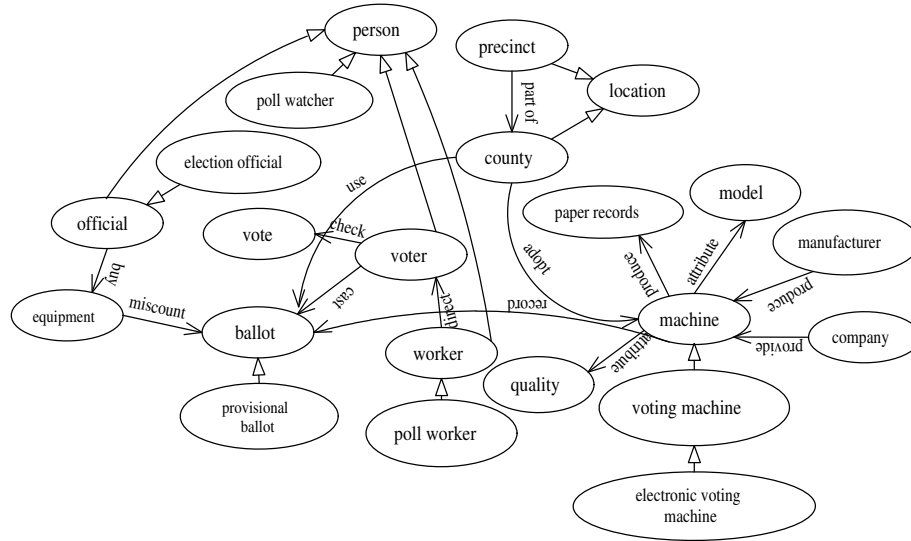 person
precinct
location
poll watcher
part of
election official
county
use
model
paper records
official
vote
check
voter
adopt
attribute
manufacturer
buy
cast
produce
produce
equipment
miscount
ballot
direct
record
machine
provide
company
worker
attribute
quality
provisional
ballot
poll worker
voting machine
electronic voting
machine